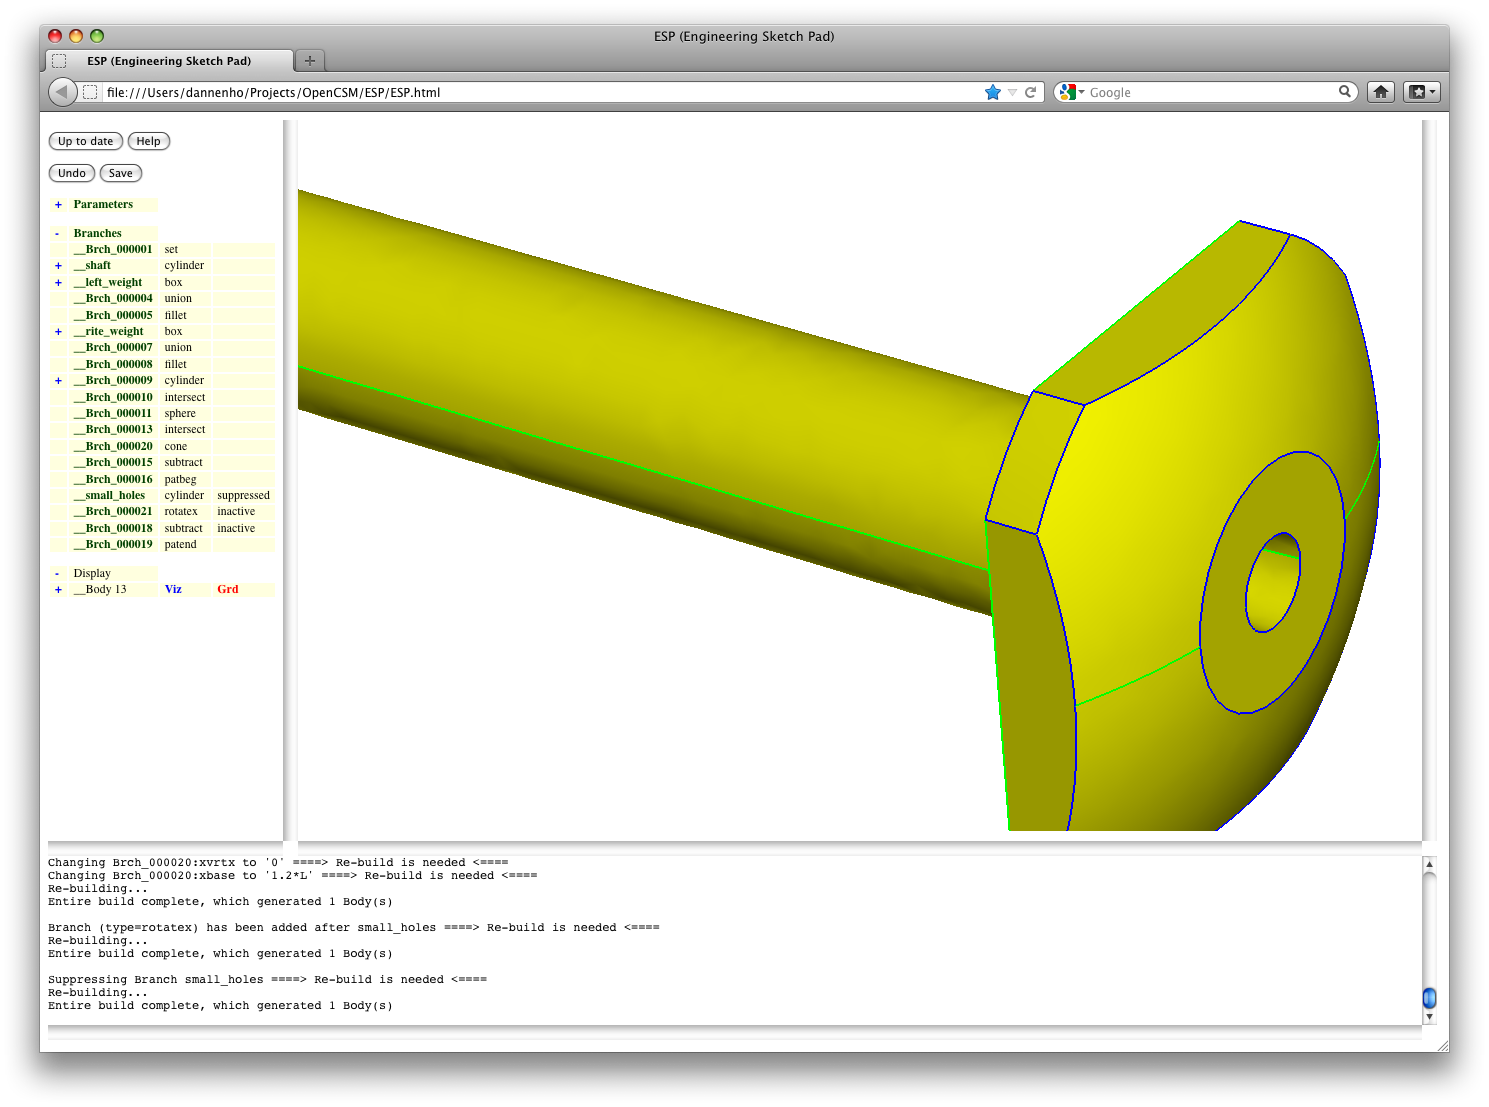 ESP (Engineering Sketch Pad)
ESP (Engineering Sketch Pad) +
file:///Users/dannenho/Projects/OpenCSM/ESP/ESP.html Google
Up to date Help
Undo Save
+ Parameters
- Branches
__Brch_000001 set
+ __shaft cylinder
+ __left_weight box
__Brch_000004 union
__Brch_000005 fillet
+ __rite_weight box
__Brch_000007 union
__Brch_000008 fillet
+ __Brch_000009 cylinder
__Brch_000010 intersect
__Brch_000011 sphere
__Brch_000013 intersect
__Brch_000020 cone
__Brch_000015 subtract
__Brch_000016 patbeg
__small_holes cylinder suppressed
__Brch_000021 rotatex inactive
__Brch_000018 subtract inactive
__Brch_000019 patend
- Display
+ __Body 13 Viz Grd
Changing Brch_000020:xvrtx to '0' ====> Re-build is needed <====
Changing Brch_000020:xbase to '1.2*L' ====> Re-build is needed <====
Re-building...
Entire build complete, which generated 1 Body(s)
Branch (type=rotatex) has been added after small_holes ====> Re-build is needed <====
Re-building...
Entire build complete, which generated 1 Body(s)
Suppressing Branch small_holes ====> Re-build is needed <====
Re-building...
Entire build complete, which generated 1 Body(s)